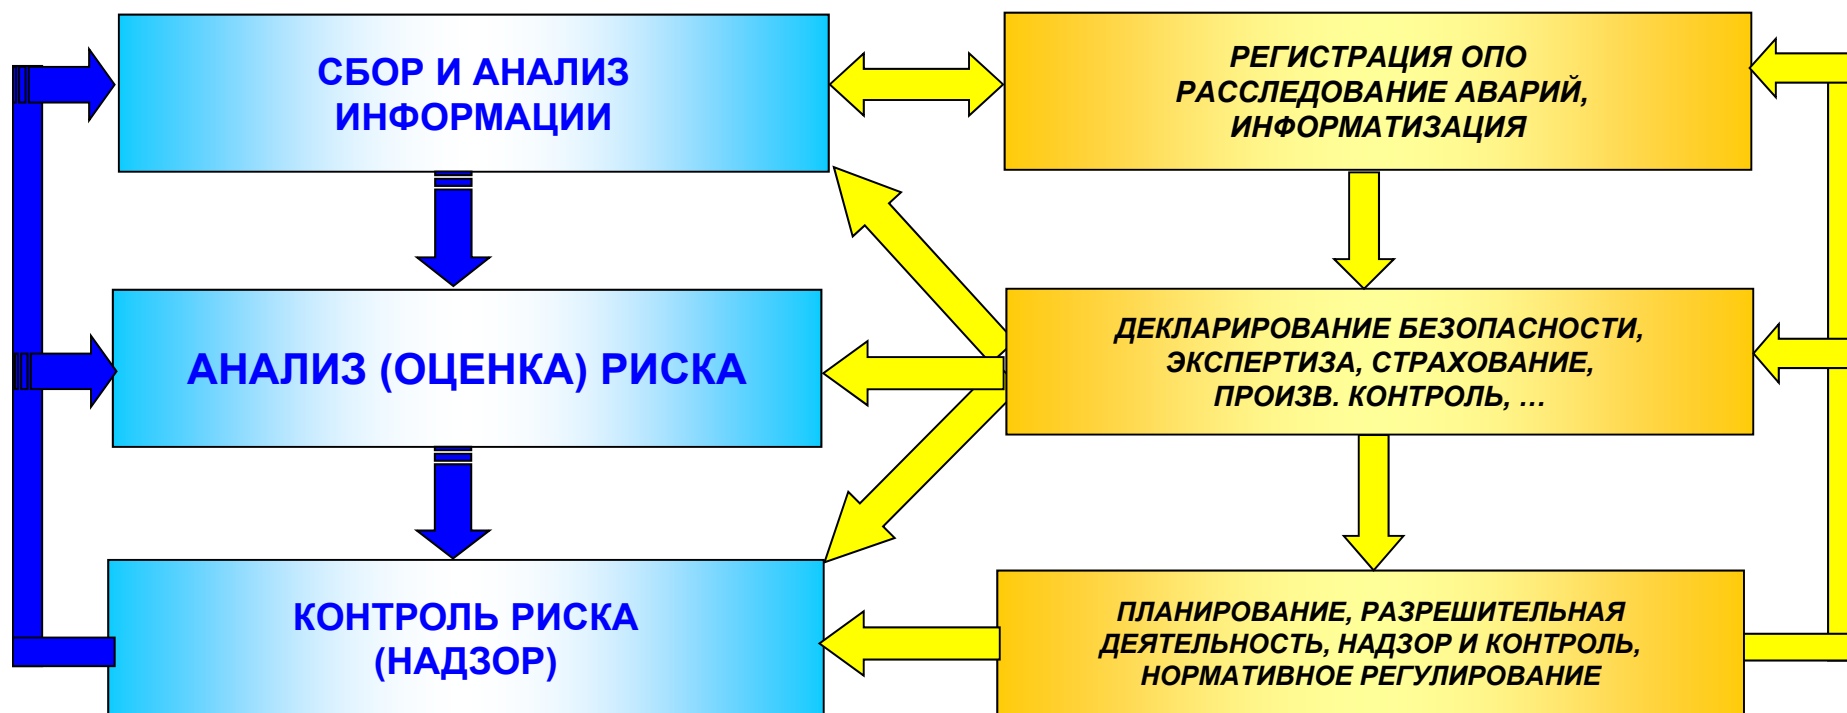 СБОР И АНАЛИЗ
ИНФОРМАЦИИ
РЕГИСТРАЦИЯ ОПО
РАССЛЕДОВАНИЕ АВАРИЙ,
ИНФОРМАТИЗАЦИЯ
АНАЛИЗ (ОЦЕНКА) РИСКА
ДЕКЛАРИРОВАНИЕ БЕЗОПАСНОСТИ,
ЭКСПЕРТИЗА, СТРАХОВАНИЕ,
ПРОИЗВ. КОНТРОЛЬ, ...
КОНТРОЛЬ РИСКА
(НАДЗОР)
ПЛАНИРОВАНИЕ, РАЗРЕШИТЕЛЬНАЯ
ДЕЯТЕЛЬНОСТЬ, НАДЗОР И КОНТРОЛЬ,
НОРМАТИВНОЕ РЕГУЛИРОВАНИЕ